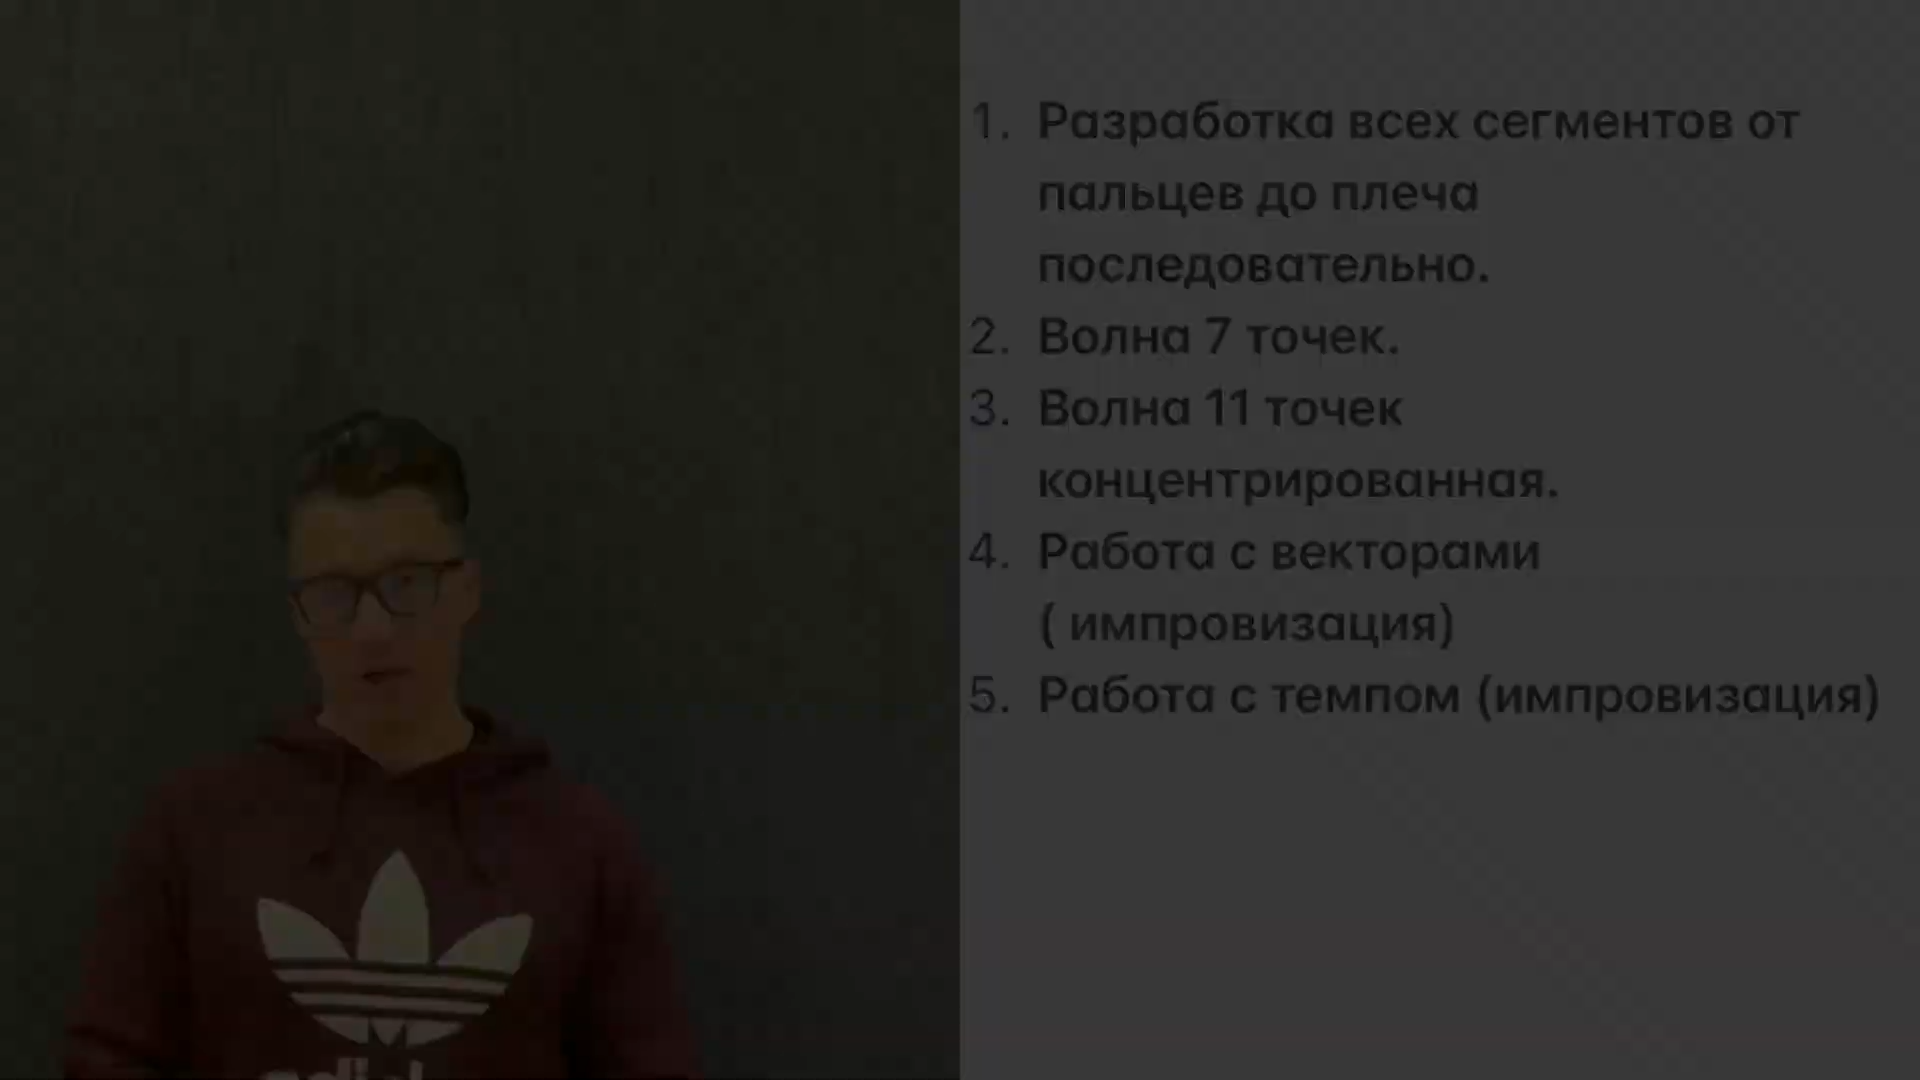 1. Разработка всех сегментов от
пальцев до плеча
последовательно.
2. Волна 7 точек.
3. Волна 11 точек
концентрированная.
4. Работа с векторами
( импровизация)
5. Работа с темпом (импровизация)